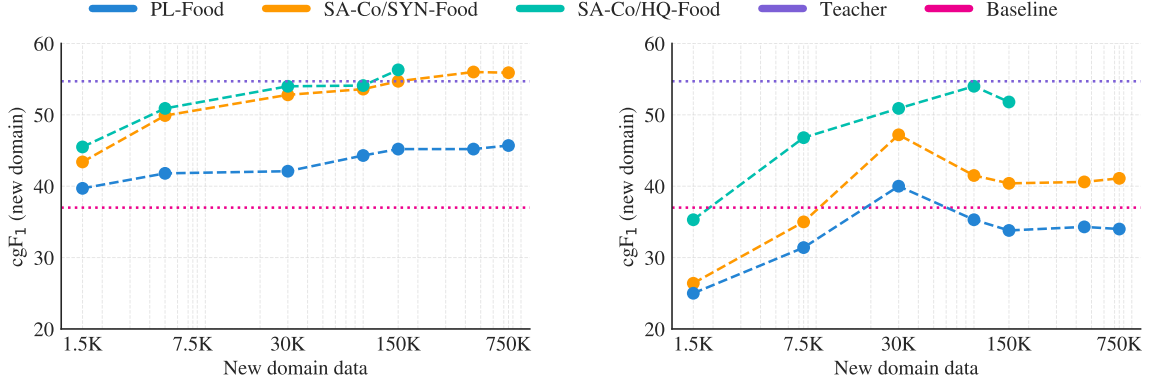 PL-Food SA-Co/SYN-Food SA-Co/HQ-Food Teacher Baseline
60
50
40
30
20
cgF₁ (new domain)
1.5K 7.5K 30K 150K 750K
New domain data
60
50
40
30
20
cgF₁ (new domain)
1.5K 7.5K 30K 150K 750K
New domain data